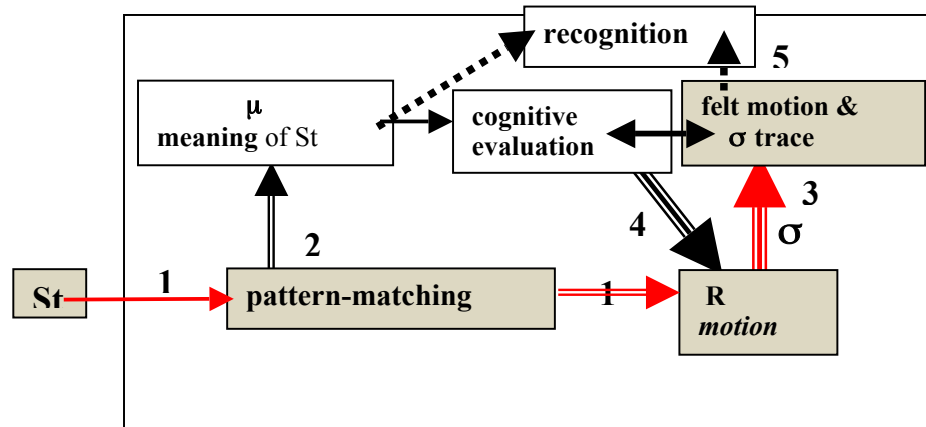 recognition
5
μ
meaning of St
cognitive
evaluation
felt motion &
σ trace
4
3
σ
2
1
St
pattern-matching
1
R
motion